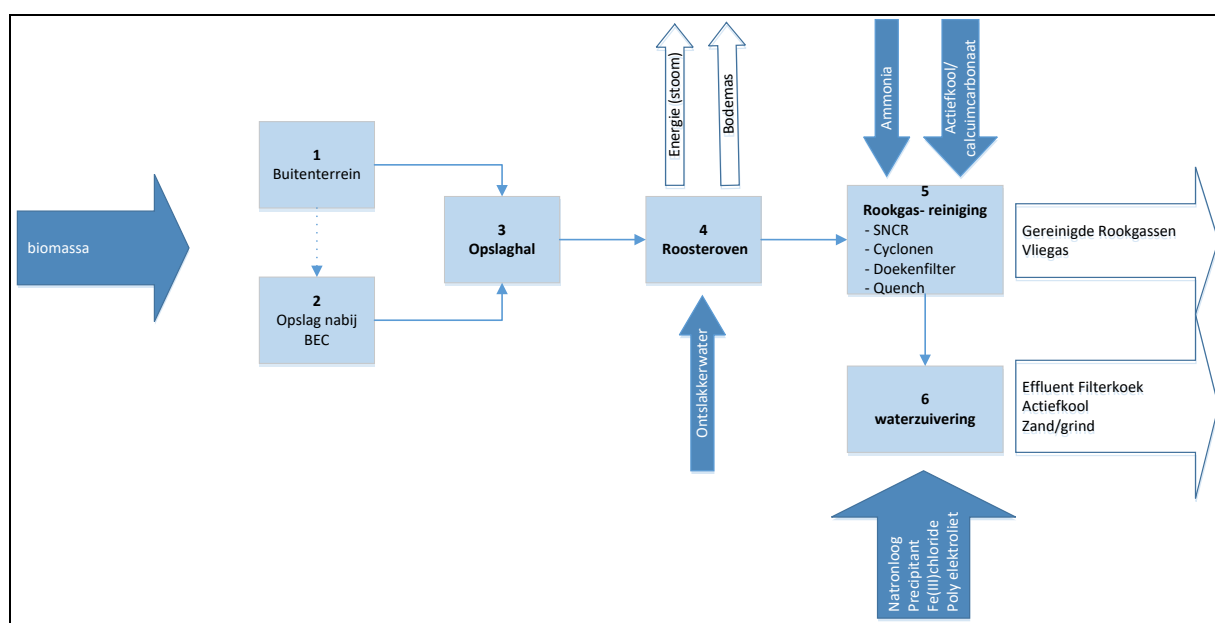 biomassa
1
Buitenterrein
2
Opslag nabij
BEC
3
Opslaghal
Energie (stoom)
Bodemas
4
Roosteroven
Ontslakkerwater
Ammonia
Actiefkool/
calcuimcarbonaat
5
Rookgas- reiniging
- SNCR
- Cyclonen
- Doekenfilter
- Quench
Gereinigde Rookgassen
Vliegas
6
waterzuivering
Effluent Filterkoek
Actiefkool
Zand/grind
Natronloog
Precipitant
Fe(III)chloride
Poly elektroliet